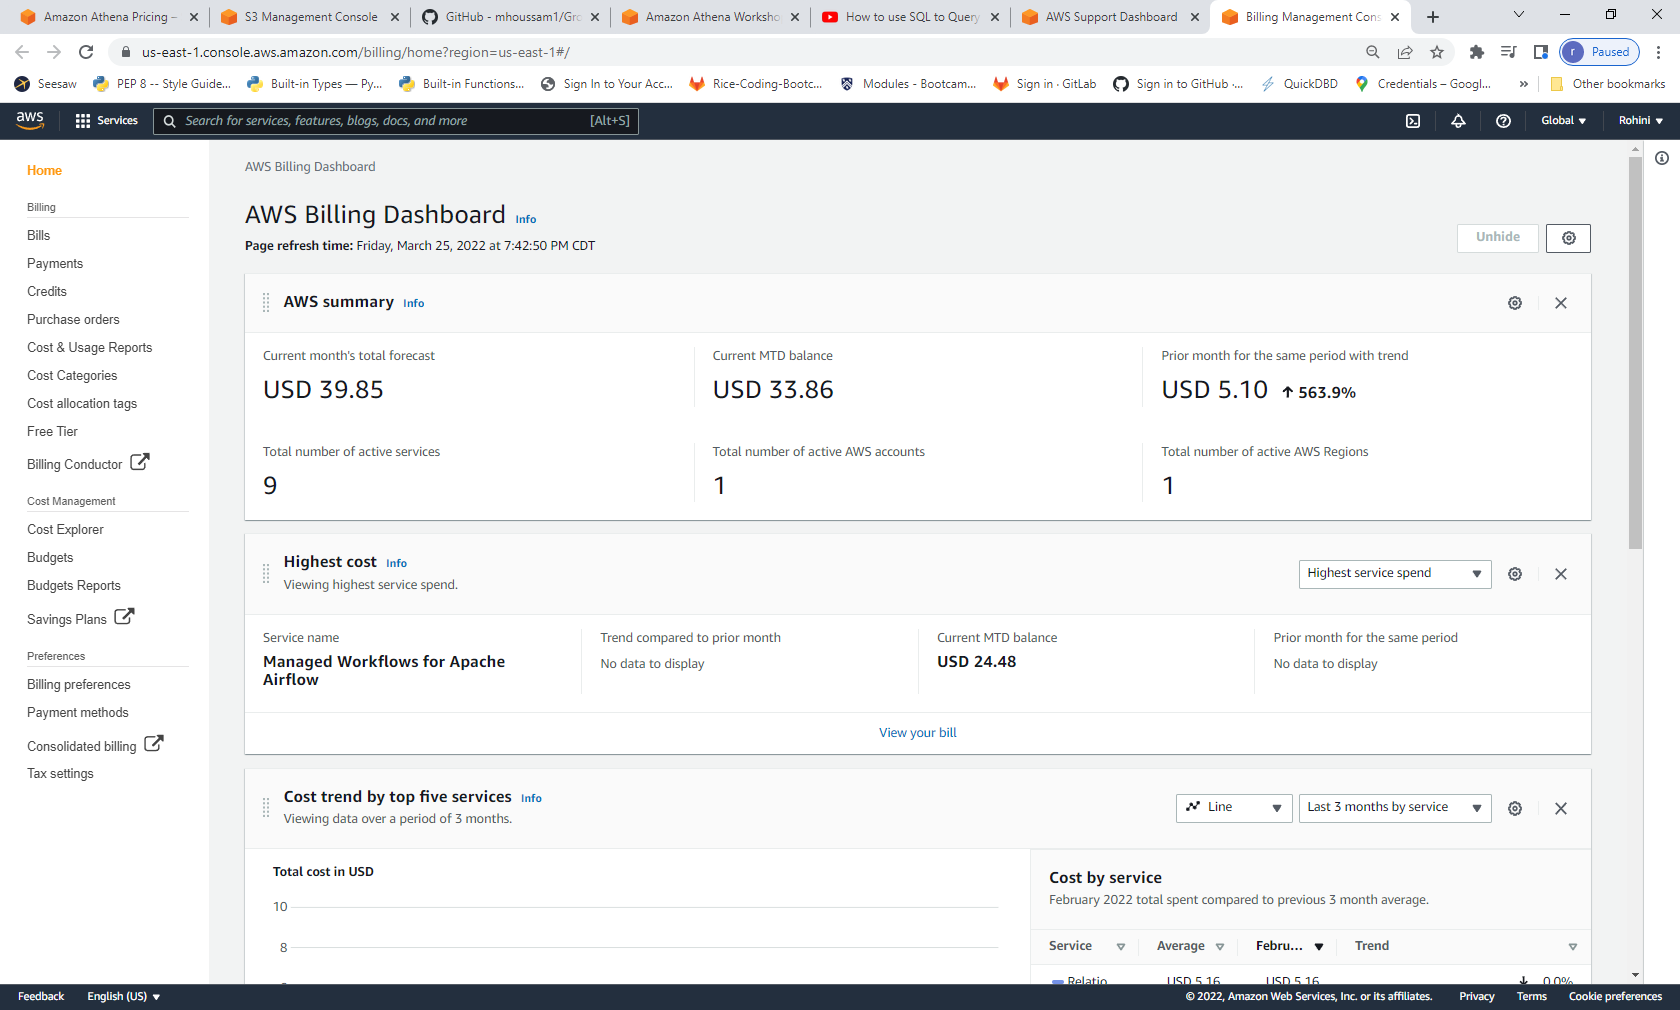 Amazon Athena Pricing –
S3 Management Console
GitHub - mhoussam1/Gro
Amazon Athena Worksho
How to use SQL to Query
AWS Support Dashboard
Billing Management Cons
us-east-1.console.aws.amazon.com/billing/home?region=us-east-1#/
r Paused
Seesaw
PEP 8 -- Style Guide...
Built-in Types — Py...
Built-in Functions...
Sign In to Your Acc...
Rice-Coding-Bootc...
Modules - Bootcam...
Sign in · GitLab
Sign in to GitHub ·...
QuickDBD
Credentials – Googl...
»
Other bookmarks
aws
Services
Search for services, features, blogs, docs, and more [Alt+S]
Global
Rohini
Home
Billing
Bills
Payments
Credits
Purchase orders
Cost & Usage Reports
Cost Categories
Cost allocation tags
Free Tier
Billing Conductor
Cost Management
Cost Explorer
Budgets
Budgets Reports
Savings Plans
Preferences
Billing preferences
Payment methods
Consolidated billing
Tax settings
AWS Billing Dashboard
AWS Billing Dashboard Info
Page refresh time: Friday, March 25, 2022 at 7:42:50 PM CDT
Unhide
AWS summary Info
Current month's total forecast
USD 39.85
Current MTD balance
USD 33.86
Prior month for the same period with trend
USD 5.10 ↑ 563.9%
Total number of active services
9
Total number of active AWS accounts
1
Total number of active AWS Regions
1
Highest cost Info
Viewing highest service spend.
Highest service spend
Service name
Managed Workflows for Apache
Airflow
Trend compared to prior month
No data to display
Current MTD balance
USD 24.48
Prior month for the same period
No data to display
View your bill
Cost trend by top five services Info
Viewing data over a period of 3 months.
Line
Last 3 months by service
Total cost in USD
10
8
Cost by service
February 2022 total spent compared to previous 3 month average.
Service Average Febru... Trend
Relatio USD 5.16 USD 5.16 ↓ 0.0%
Feedback
English (US)
© 2022, Amazon Web Services, Inc. or its affiliates.
Privacy
Terms
Cookie preferences